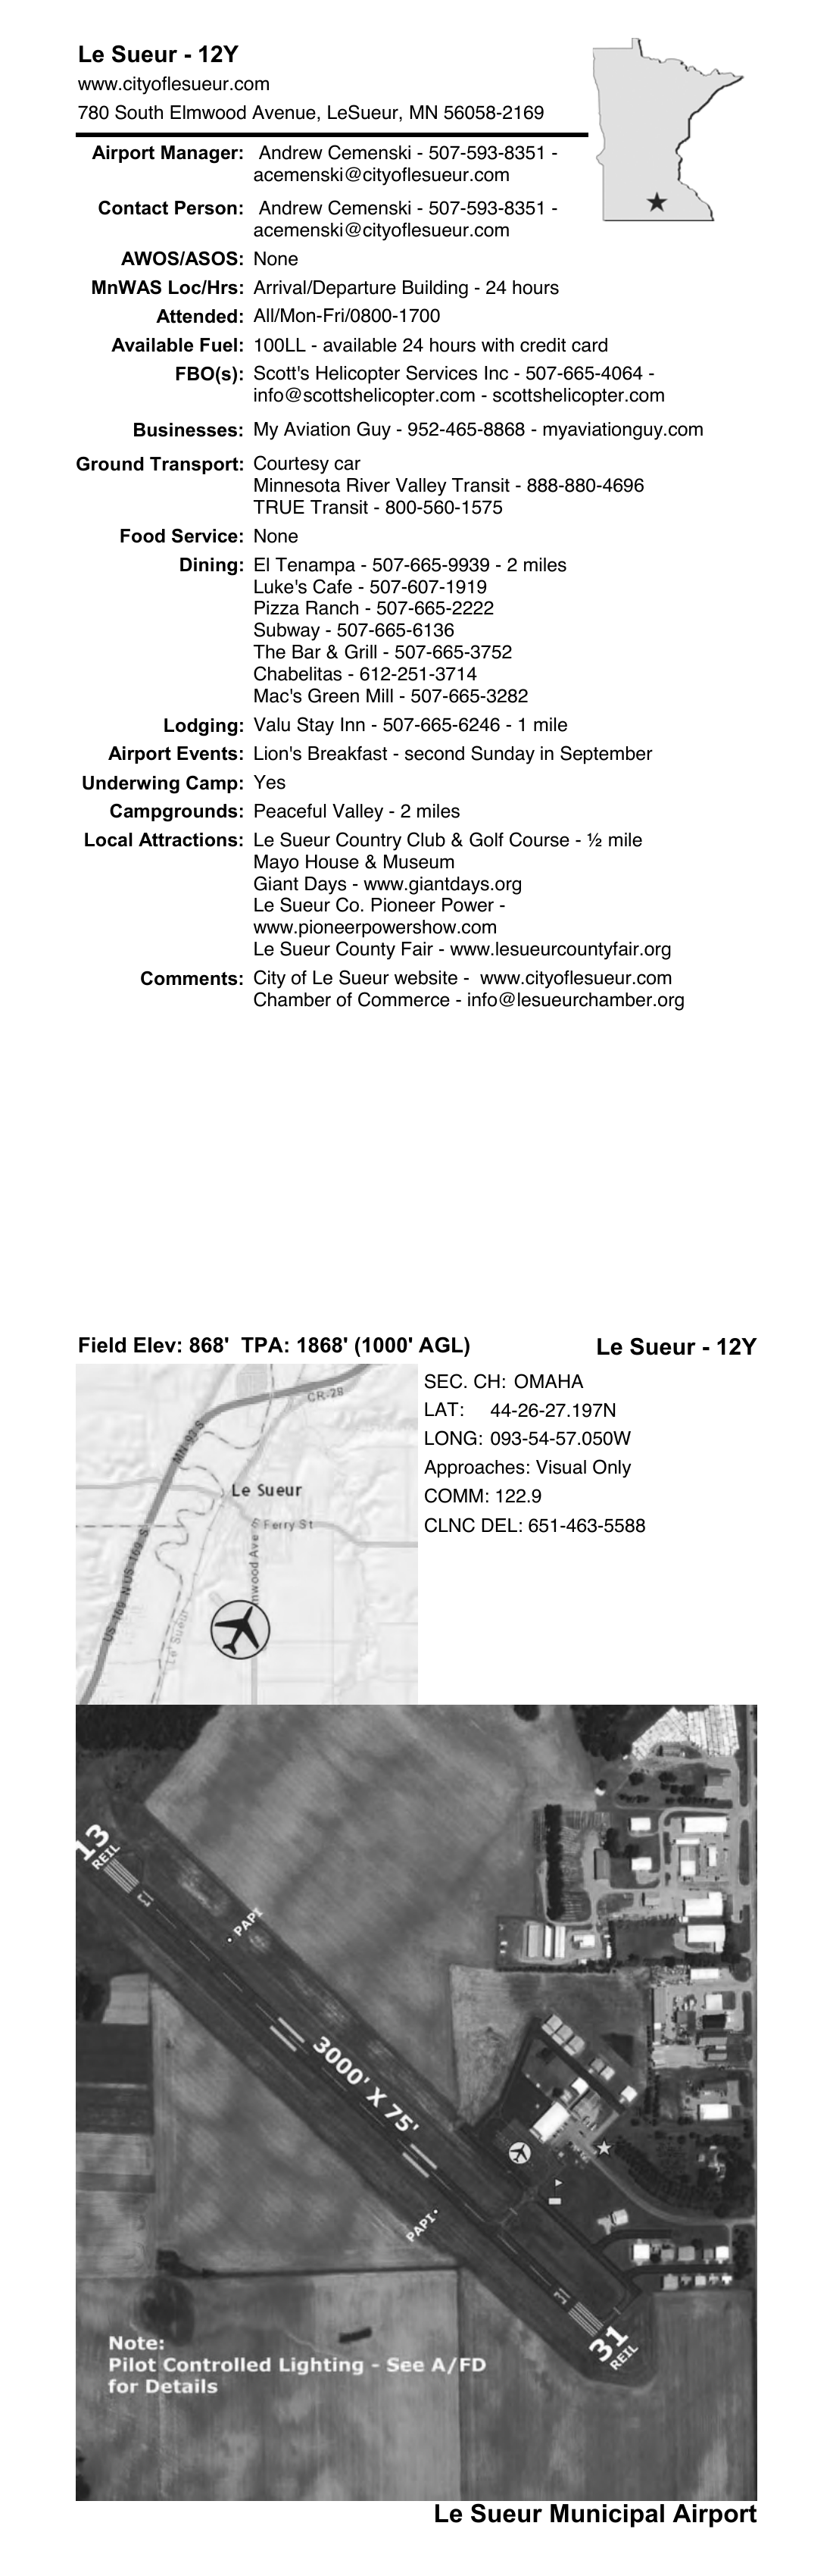 Le Sueur - 12Y
www.cityoflesueur.com
780 South Elmwood Avenue, LeSueur, MN 56058-2169
Airport Manager: Andrew Cemenski - 507-593-8351 -
acemenski@cityoflesueur.com
Contact Person: Andrew Cemenski - 507-593-8351 -
acemenski@cityoflesueur.com
AWOS/ASOS: None
MnWAS Loc/Hrs: Arrival/Departure Building - 24 hours
Attended: All/Mon-Fri/0800-1700
Available Fuel: 100LL - available 24 hours with credit card
FBO(s): Scott's Helicopter Services Inc - 507-665-4064 -
info@scottshelicopter.com - scottshelicopter.com
Businesses: My Aviation Guy - 952-465-8868 - myaviationguy.com
Ground Transport: Courtesy car
Minnesota River Valley Transit - 888-880-4696
TRUE Transit - 800-560-1575
Food Service: None
Dining: El Tenampa - 507-665-9939 - 2 miles
Luke's Cafe - 507-607-1919
Pizza Ranch - 507-665-2222
Subway - 507-665-6136
The Bar & Grill - 507-665-3752
Chabelitas - 612-251-3714
Mac's Green Mill - 507-665-3282
Lodging: Valu Stay Inn - 507-665-6246 - 1 mile
Airport Events: Lion's Breakfast - second Sunday in September
Underwing Camp: Yes
Campgrounds: Peaceful Valley - 2 miles
Local Attractions: Le Sueur Country Club & Golf Course - ½ mile
Mayo House & Museum
Giant Days - www.giantdays.org
Le Sueur Co. Pioneer Power -
www.pioneerpowershow.com
Le Sueur County Fair - www.lesueurcountyfair.org
Comments: City of Le Sueur website - www.cityoflesueur.com
Chamber of Commerce - info@lesueurchamber.org
Field Elev: 868' TPA: 1868' (1000' AGL)
Le Sueur - 12Y
SEC. CH: OMAHA
LAT: 44-26-27.197N
LONG: 093-54-57.050W
Approaches: Visual Only
COMM: 122.9
CLNC DEL: 651-463-5588
CR-28
MN 93 S
Le Sueur
E Ferry St
mwood Ave
US-169 N US-169 S
Le Sueur
13
REIL
PAPI
3000' X 75'
PAPI
31
REIL
Note:
Pilot Controlled Lighting - See A/FD
for Details
Le Sueur Municipal Airport